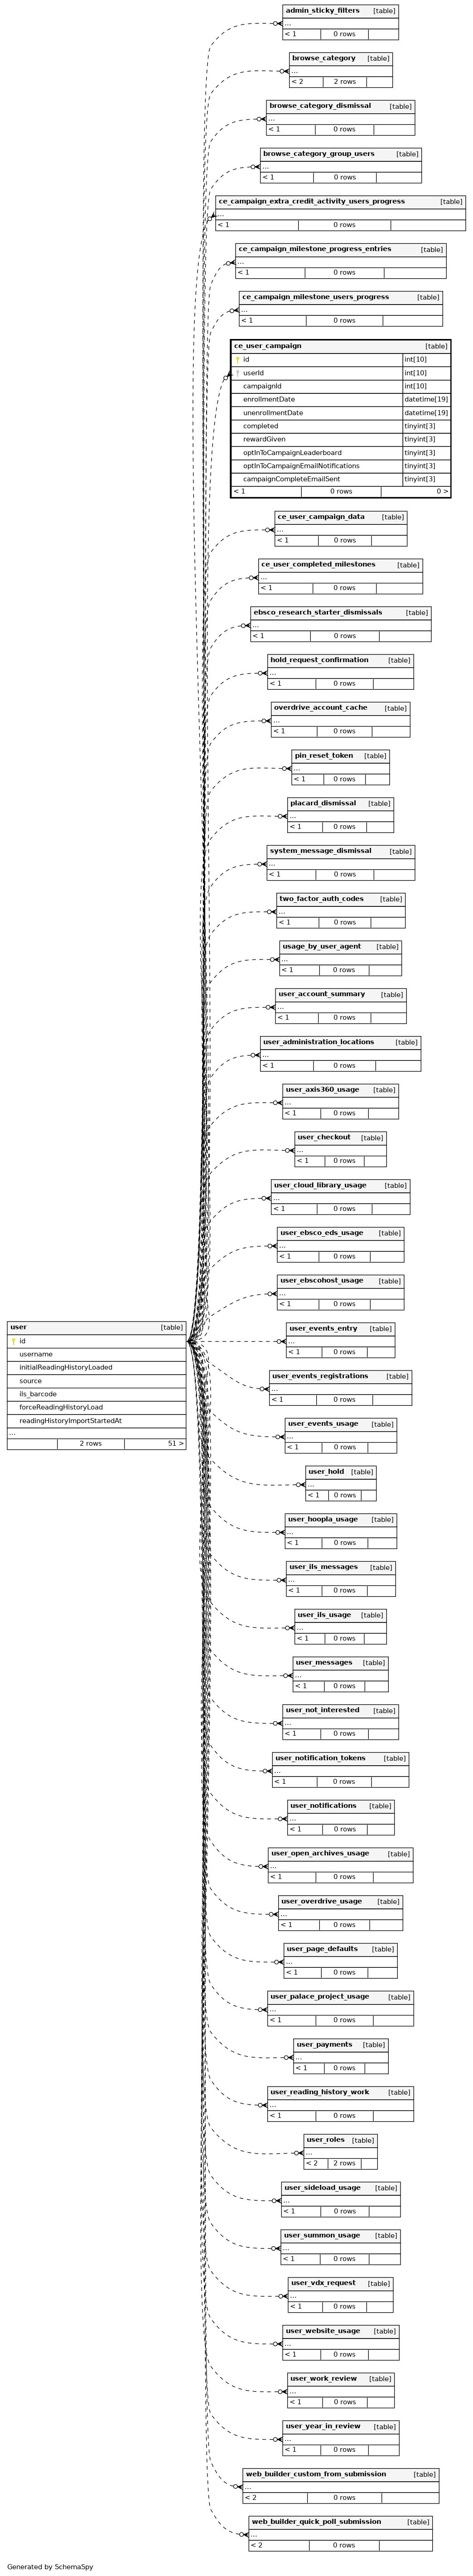 admin_sticky_filters [table]
...
< 1 0 rows
browse_category [table]
...
< 2 2 rows
browse_category_dismissal [table]
...
< 1 0 rows
browse_category_group_users [table]
...
< 1 0 rows
ce_campaign_extra_credit_activity_users_progress [table]
...
< 1 0 rows
ce_campaign_milestone_progress_entries [table]
...
< 1 0 rows
ce_campaign_milestone_users_progress [table]
...
< 1 0 rows
ce_user_campaign [table]
id int[10]
userId int[10]
campaignId int[10]
enrollmentDate datetime[19]
unenrollmentDate datetime[19]
completed tinyint[3]
rewardGiven tinyint[3]
optInToCampaignLeaderboard tinyint[3]
optInToCampaignEmailNotifications tinyint[3]
campaignCompleteEmailSent tinyint[3]
< 1 0 rows 0 >
ce_user_campaign_data [table]
...
< 1 0 rows
ce_user_completed_milestones [table]
...
< 1 0 rows
ebsco_research_starter_dismissals [table]
...
< 1 0 rows
hold_request_confirmation [table]
...
< 1 0 rows
overdrive_account_cache [table]
...
< 1 0 rows
pin_reset_token [table]
...
< 1 0 rows
placard_dismissal [table]
...
< 1 0 rows
system_message_dismissal [table]
...
< 1 0 rows
two_factor_auth_codes [table]
...
< 1 0 rows
usage_by_user_agent [table]
...
< 1 0 rows
user_account_summary [table]
...
< 1 0 rows
user_administration_locations [table]
...
< 1 0 rows
user_axis360_usage [table]
...
< 1 0 rows
user_checkout [table]
...
< 1 0 rows
user_cloud_library_usage [table]
...
< 1 0 rows
user_ebsco_eds_usage [table]
...
< 1 0 rows
user_ebscohost_usage [table]
...
< 1 0 rows
user [table]
id
username
initialReadingHistoryLoaded
source
ils_barcode
forceReadingHistoryLoad
readingHistoryImportStartedAt
...
2 rows 51 >
user_events_entry [table]
...
< 1 0 rows
user_events_registrations [table]
...
< 1 0 rows
user_events_usage [table]
...
< 1 0 rows
user_hold [table]
...
< 1 0 rows
user_hoopla_usage [table]
...
< 1 0 rows
user_ils_messages [table]
...
< 1 0 rows
user_ils_usage [table]
...
< 1 0 rows
user_messages [table]
...
< 1 0 rows
user_not_interested [table]
...
< 1 0 rows
user_notification_tokens [table]
...
< 1 0 rows
user_notifications [table]
...
< 1 0 rows
user_open_archives_usage [table]
...
< 1 0 rows
user_overdrive_usage [table]
...
< 1 0 rows
user_page_defaults [table]
...
< 1 0 rows
user_palace_project_usage [table]
...
< 1 0 rows
user_payments [table]
...
< 1 0 rows
user_reading_history_work [table]
...
< 1 0 rows
user_roles [table]
...
< 2 2 rows
user_sideload_usage [table]
...
< 1 0 rows
user_summon_usage [table]
...
< 1 0 rows
user_vdx_request [table]
...
< 1 0 rows
user_website_usage [table]
...
< 1 0 rows
user_work_review [table]
...
< 1 0 rows
user_year_in_review [table]
...
< 1 0 rows
web_builder_custom_from_submission [table]
...
< 2 0 rows
web_builder_quick_poll_submission [table]
...
< 2 0 rows
Generated by SchemaSpy